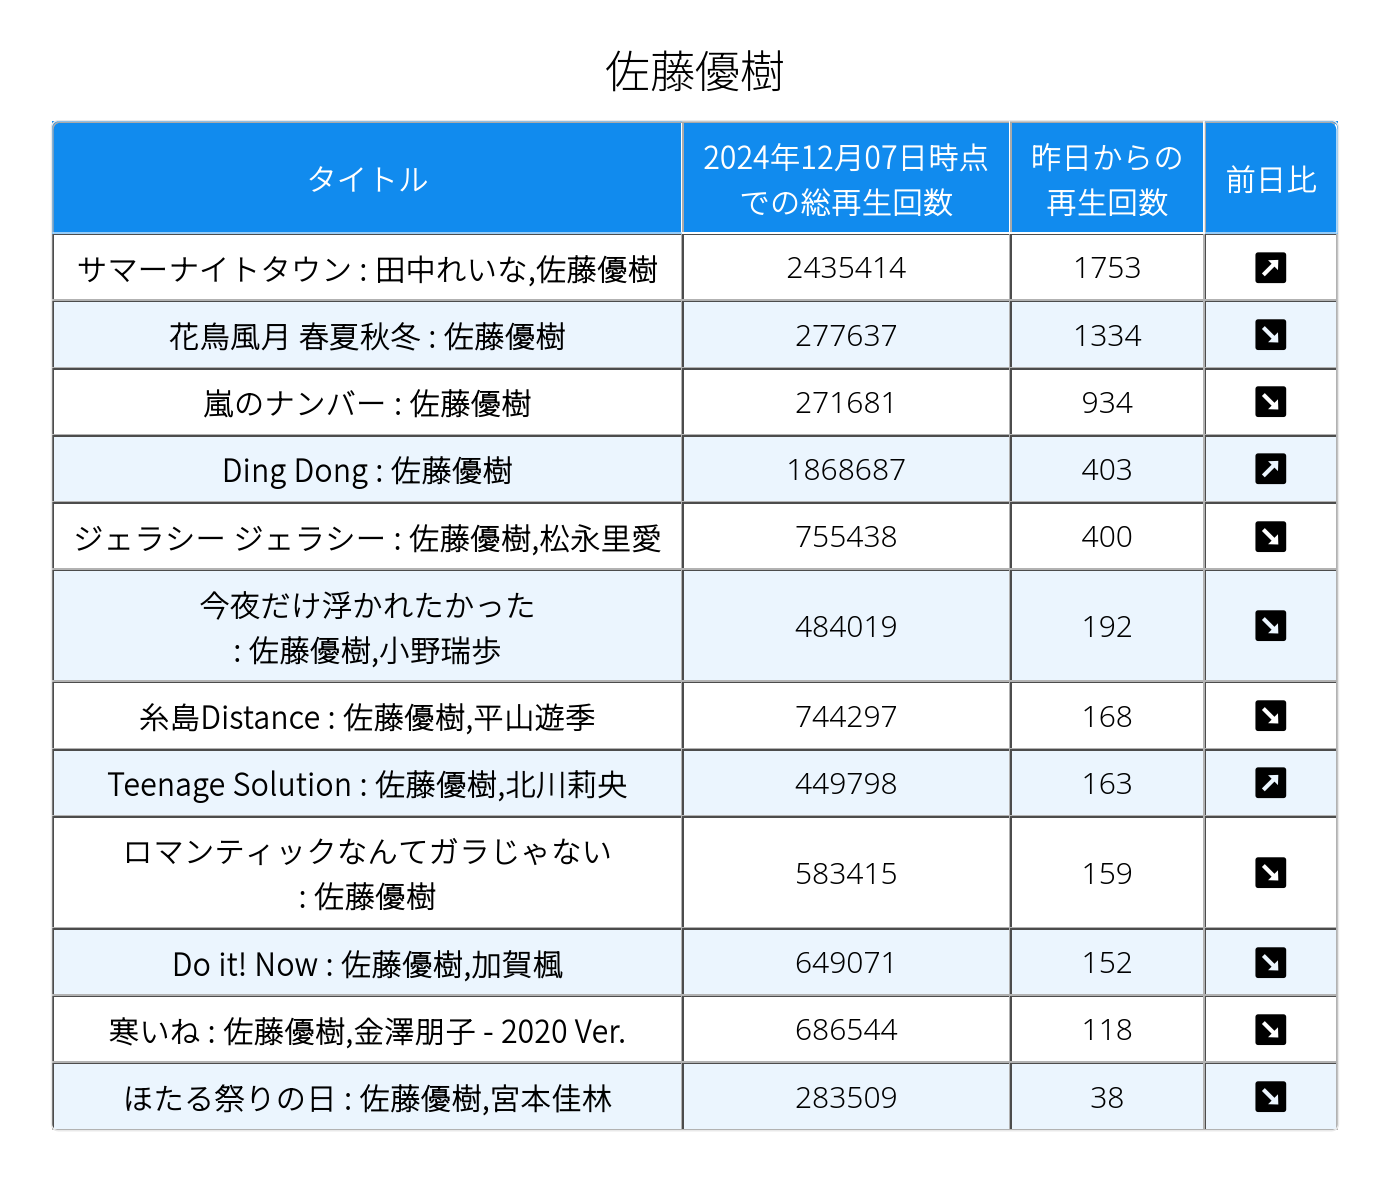 佐藤優樹
タイトル
2024年12月07日時点
での総再生回数
昨日からの
再生回数
前日比
サマーナイトタウン : 田中れいな,佐藤優樹 2435414 1753 ↗
花鳥風月 春夏秋冬 : 佐藤優樹 277637 1334 ↘
嵐のナンバー : 佐藤優樹 271681 934 ↘
Ding Dong : 佐藤優樹 1868687 403 ↗
ジェラシー ジェラシー : 佐藤優樹,松永里愛 755438 400 ↘
今夜だけ浮かれたかった
: 佐藤優樹,小野瑞歩 484019 192 ↘
糸島Distance : 佐藤優樹,平山遊季 744297 168 ↘
Teenage Solution : 佐藤優樹,北川莉央 449798 163 ↗
ロマンティックなんてガラじゃない
: 佐藤優樹 583415 159 ↘
Do it! Now : 佐藤優樹,加賀楓 649071 152 ↘
寒いね : 佐藤優樹,金澤朋子 - 2020 Ver. 686544 118 ↘
ほたる祭りの日 : 佐藤優樹,宮本佳林 283509 38 ↘